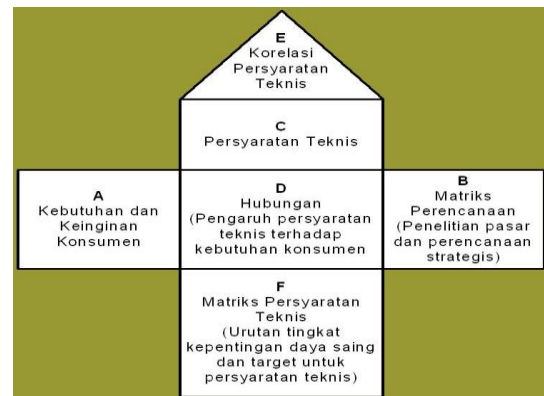 E
Korelasi
Persyaratan
Teknis
C
Persyaratan Teknis
A
Kebutuhan dan
Keinginan
Konsumen
D
Hubungan
(Pengaruh persyaratan
teknis terhadap
kebutuhan konsumen
B
Matriks
Perencanaan
(Penelitian pasar
dan perencanaan
strategis)
F
Matriks Persyaratan
Teknis
(Urutan tingkat
kepentingan daya saing
dan target untuk
persyaratan teknis)